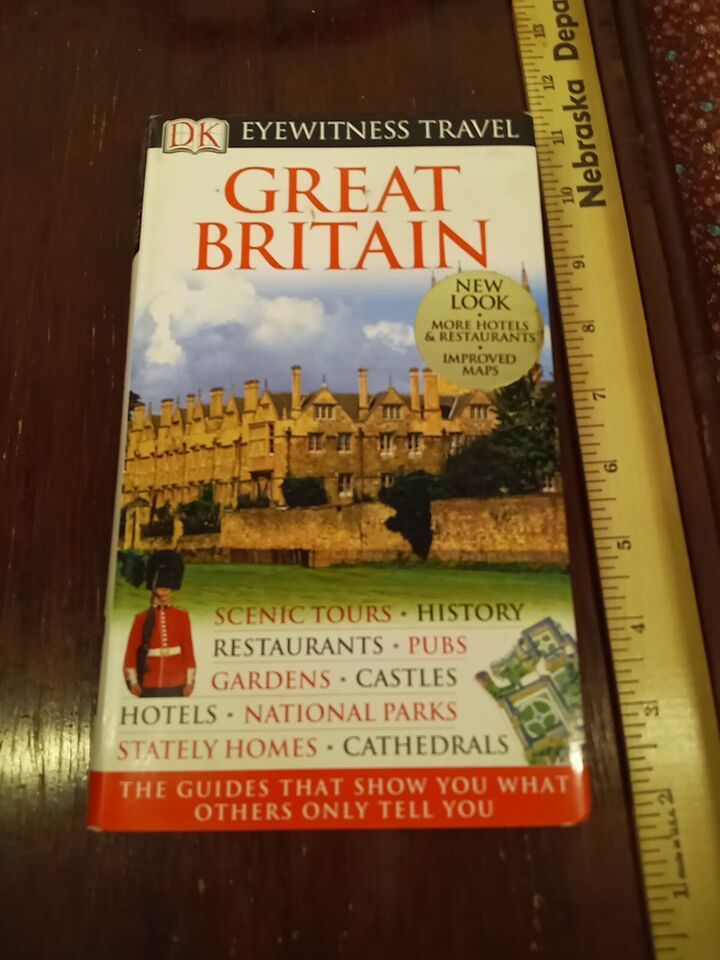 DK EYEWITNESS TRAVEL
GREAT
BRITAIN
NEW
LOOK
•
MORE HOTELS
& RESTAURANTS
•
IMPROVED
MAPS
SCENIC TOURS • HISTORY
RESTAURANTS • PUBS
GARDENS • CASTLES
HOTELS • NATIONAL PARKS
STATELY HOMES • CATHEDRALS
THE GUIDES THAT SHOW YOU WHAT
OTHERS ONLY TELL YOU
Nebraska Depa
13
12
11
10
9
8
7
6
5
4
3
2
1
made in U.S.A.